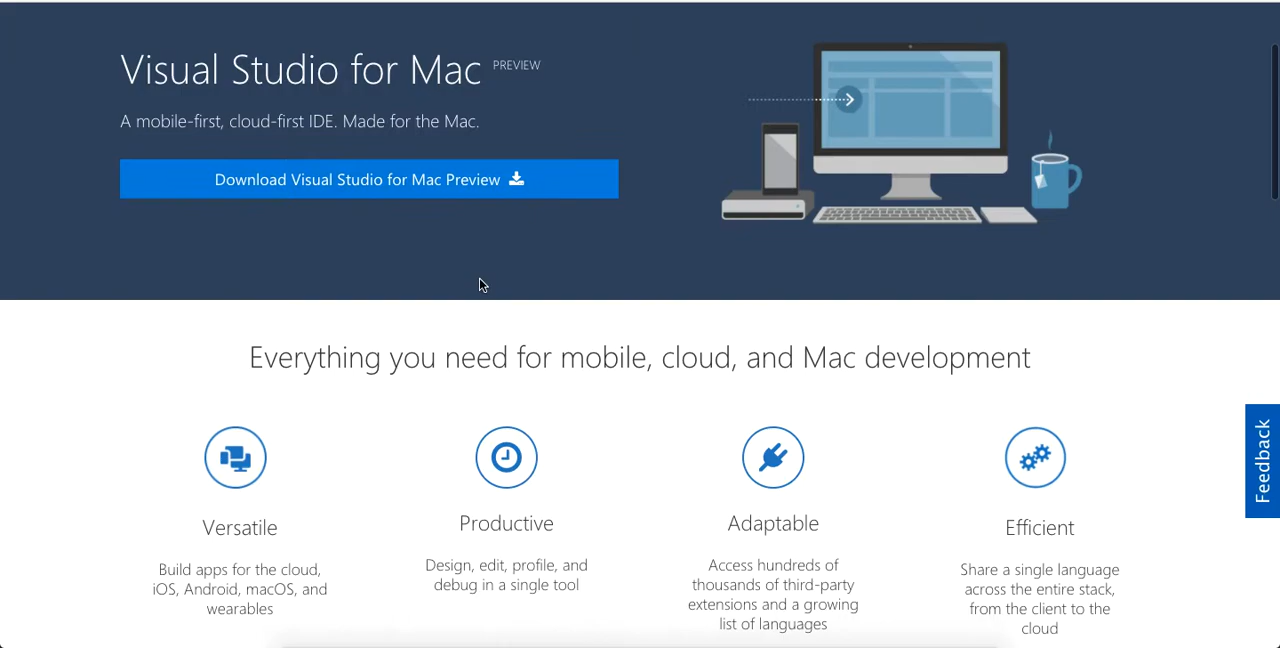 Visual Studio for Mac PREVIEW
A mobile-first, cloud-first IDE. Made for the Mac.
Download Visual Studio for Mac Preview
Everything you need for mobile, cloud, and Mac development
Feedback
Versatile
Build apps for the cloud,
iOS, Android, macOS, and
wearables
Productive
Design, edit, profile, and
debug in a single tool
Adaptable
Access hundreds of
thousands of third-party
extensions and a growing
list of languages
Efficient
Share a single language
across the entire stack,
from the client to the
cloud